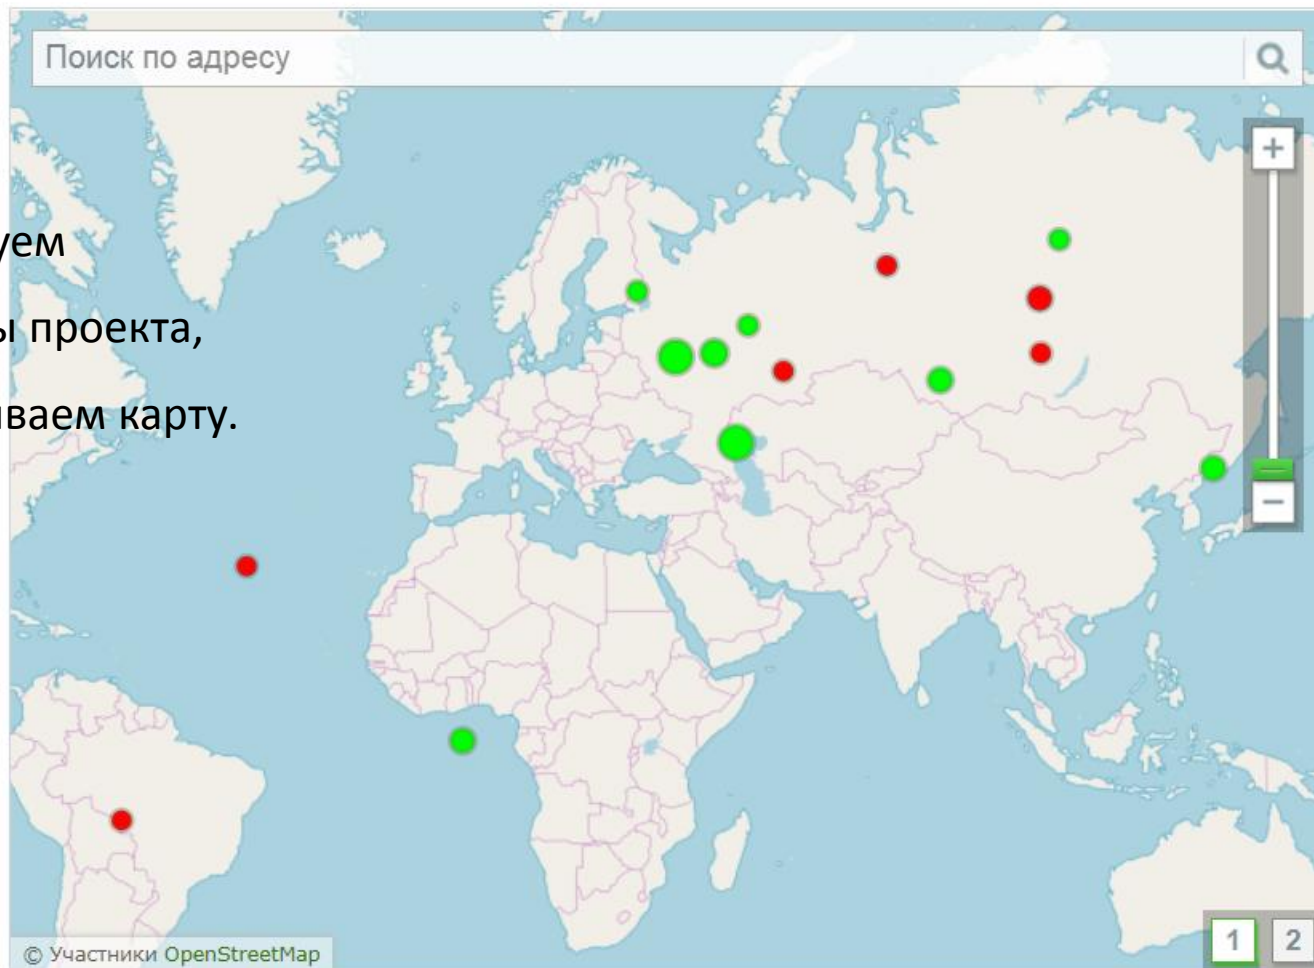 Поиск по адресу
+
уем
ы проекта,
ваем карту.
−
© Участники OpenStreetMap
1 2